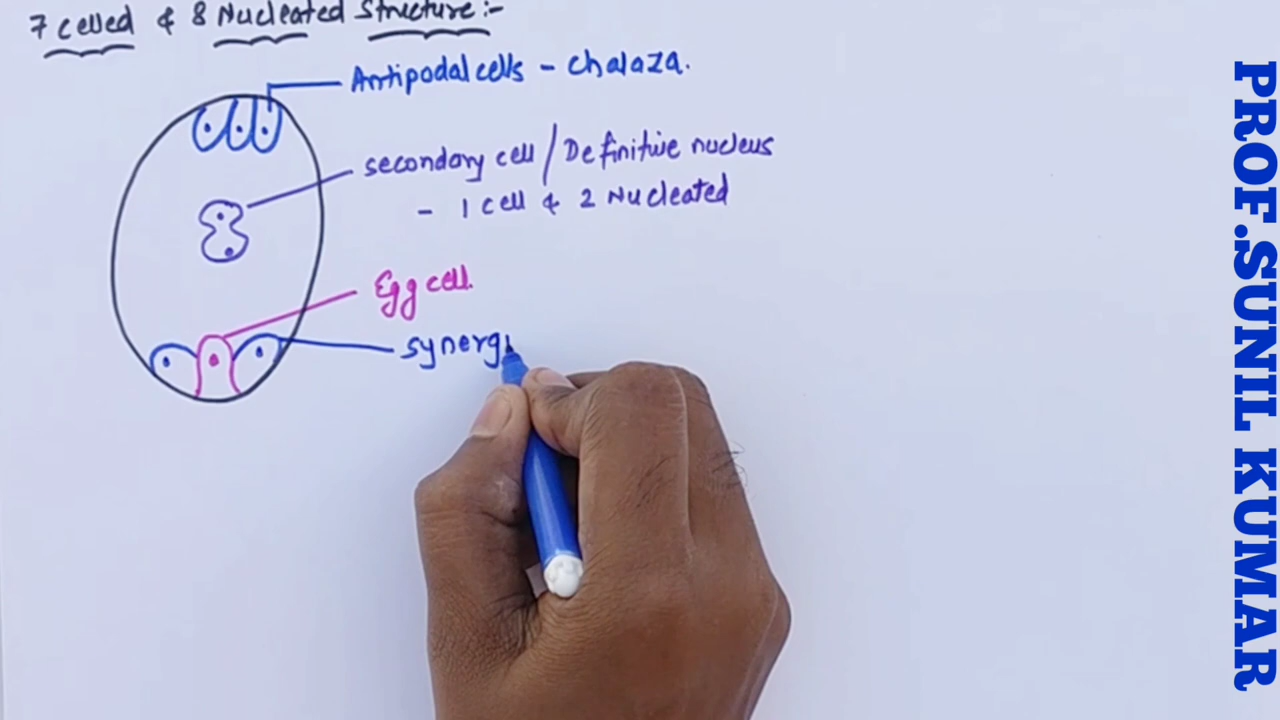 7 celled & 8 Nucleated Structure:-
Antipodal cells - chalaza.
secondary cell / Definitive nucleus
- 1 cell & 2 Nucleated
Egg cell.
synergi
PROF.SUNIL KUMAR